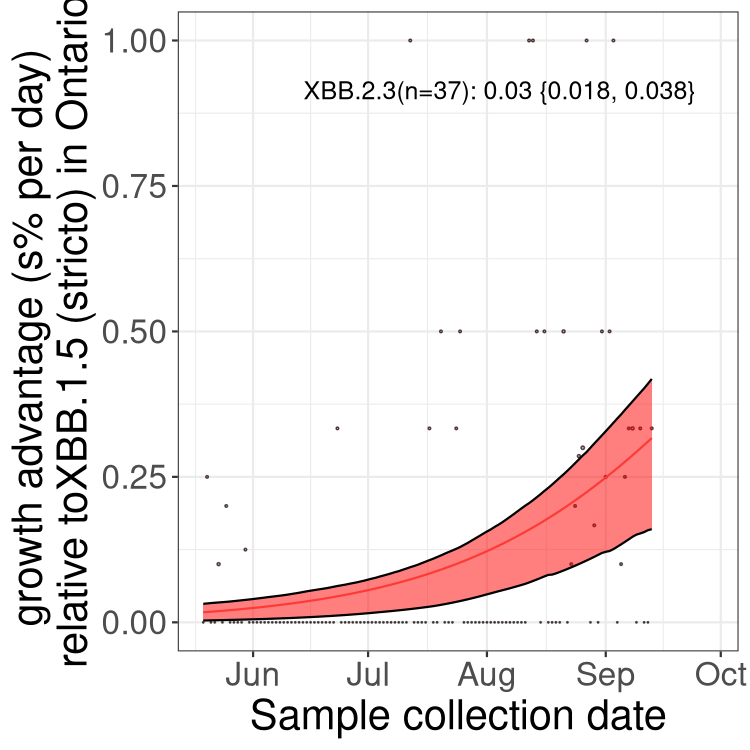 growth advantage (s% per day)
relative toXBB.1.5 (stricto) in Ontario
1.00
XBB.2.3(n=37): 0.03 {0.018, 0.038}
0.75
0.50
0.25
0.00
Jun Jul Aug Sep Oct
Sample collection date